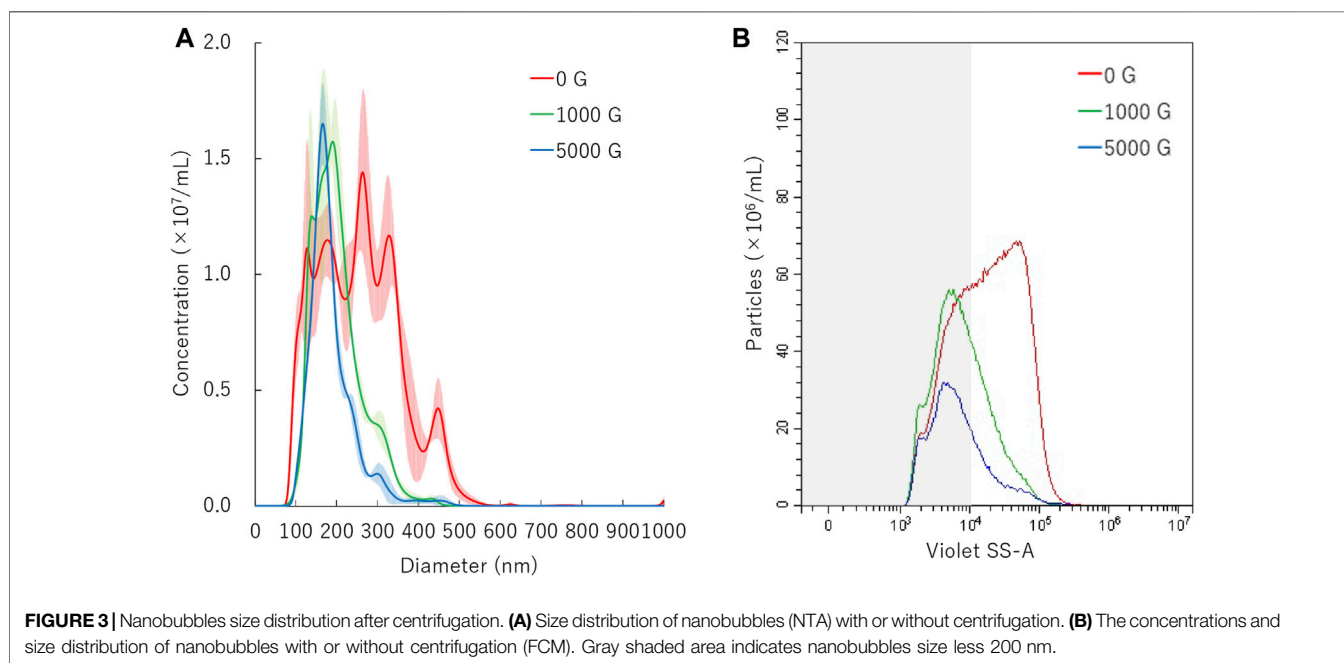 A
2.0
1.5
1.0
0.5
0.0
Concentration (×10⁷/mL)
0 G
1000 G
5000 G
0 100 200 300 400 500 600 700 800 900 1000
Diameter (nm)
B
120
100
80
60
40
20
0
Particles (×10⁶/mL)
0 G
1000 G
5000 G
0 10³ 10⁴ 10⁵ 10⁶ 10⁷
Violet SS-A
FIGURE 3 | Nanobubbles size distribution after centrifugation. (A) Size distribution of nanobubbles (NTA) with or without centrifugation. (B) The concentrations and
size distribution of nanobubbles with or without centrifugation (FCM). Gray shaded area indicates nanobubbles size less 200 nm.